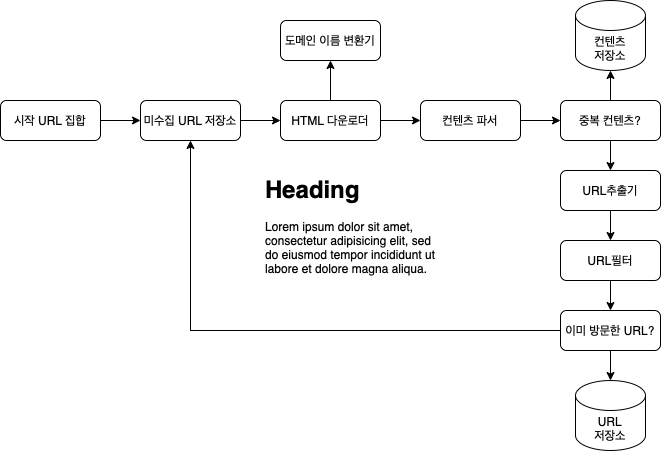 도메인 이름 변환기
컨텐츠
저장소
시작 URL 집합
미수집 URL 저장소
HTML 다운로더
컨텐츠 파서
중복 컨텐츠?
Heading
Lorem ipsum dolor sit amet,
consectetur adipisicing elit, sed
do eiusmod tempor incididunt ut
labore et dolore magna aliqua.
URL추출기
URL필터
이미 방문한 URL?
URL
저장소